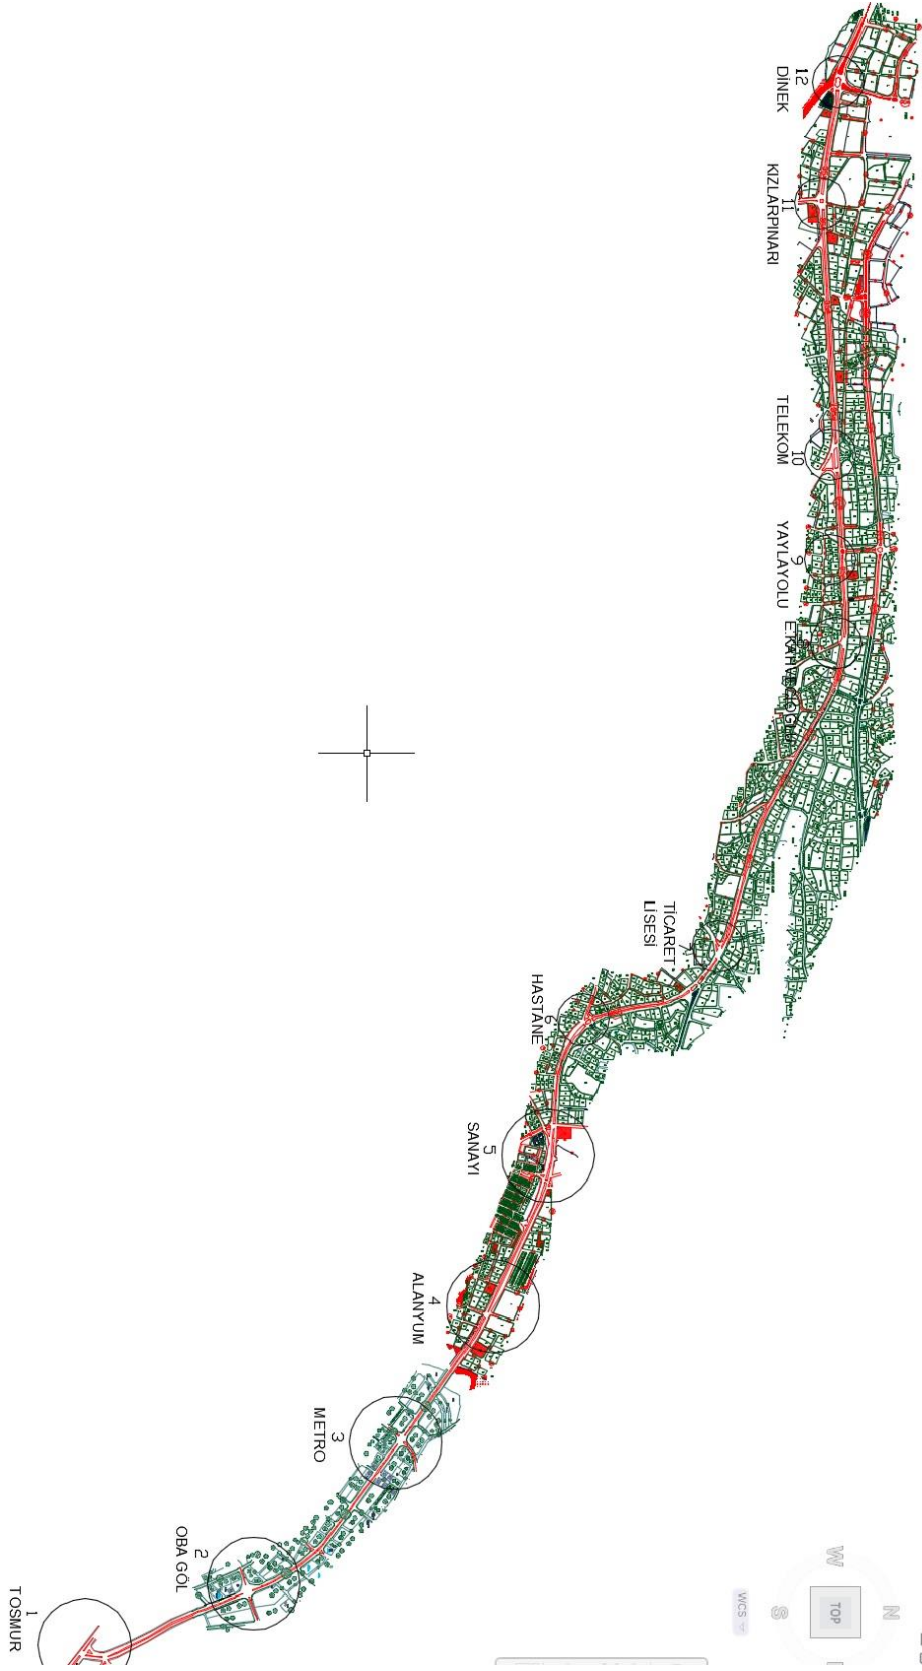 12
DİNEK
11
KIZLARPINARI
10
TELEKOM
9
YAYLAYOLU
7
TİCARET
LİSESİ
6
HASTANE
5
SANAYI
4
ALANYUM
3
METRO
2
OBA GÖL
1
TOSMUR
W
N
S
TOP
WCS